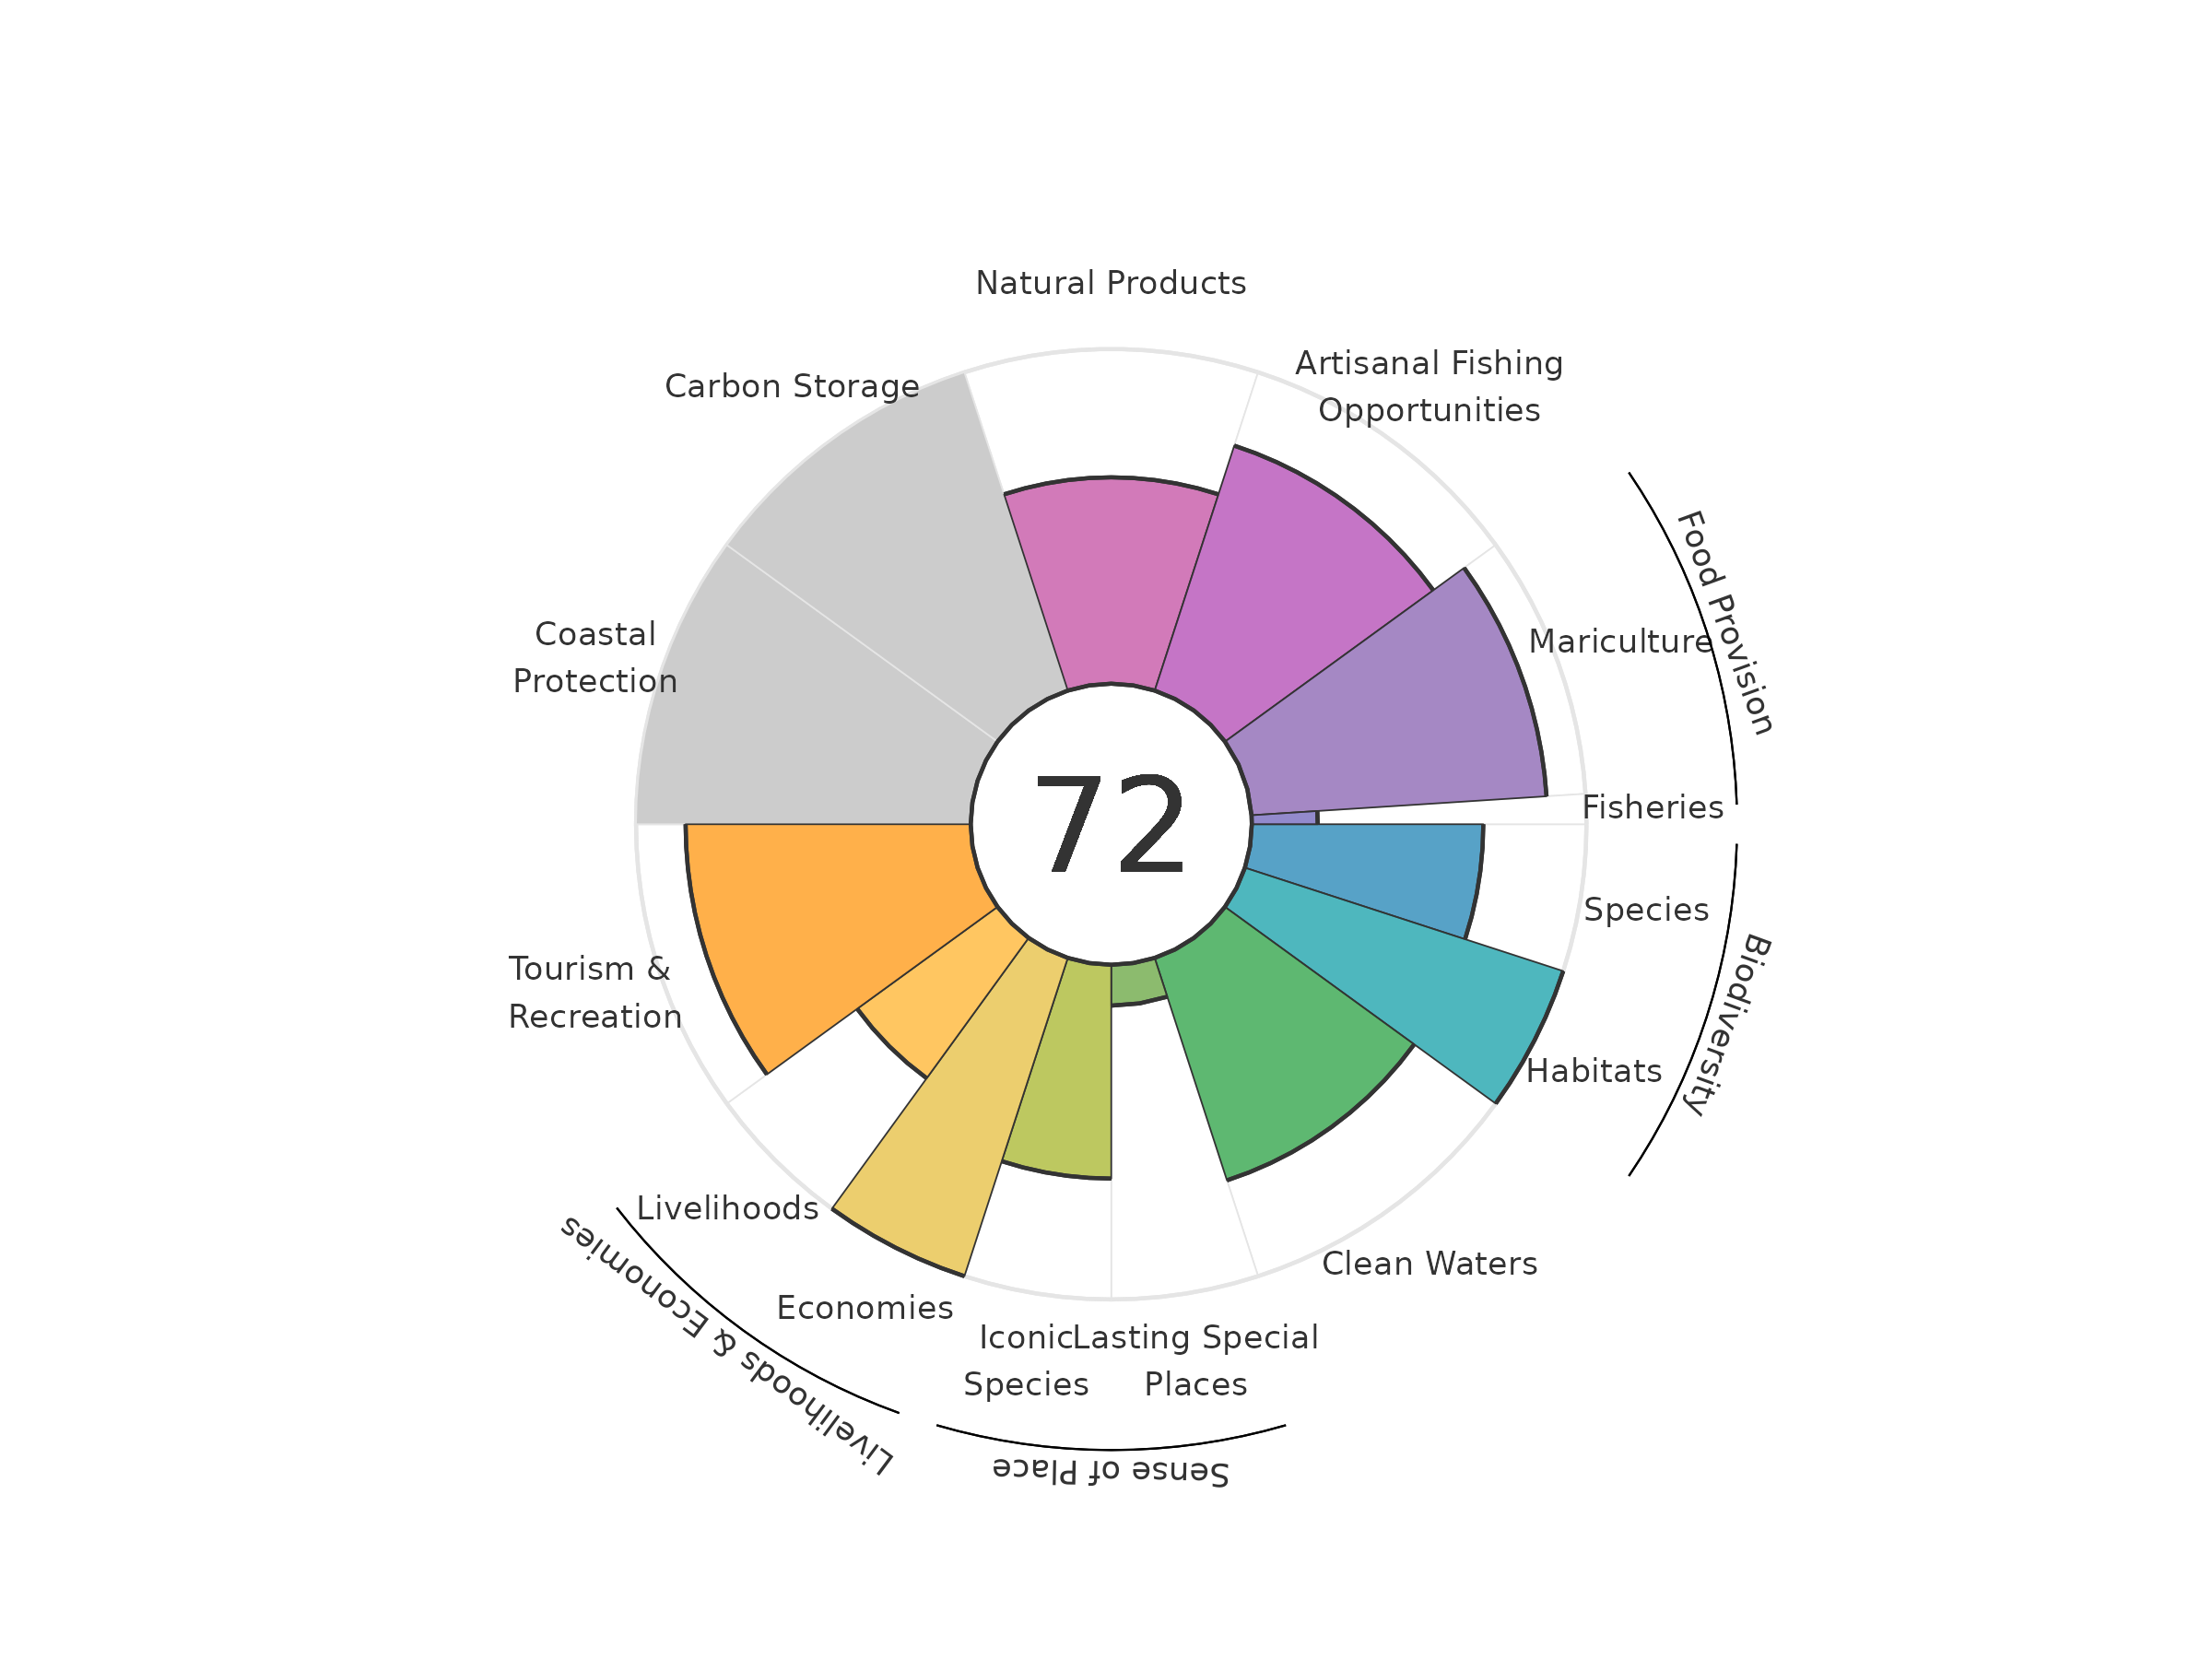 Natural Products
Artisanal Fishing
Opportunities
Carbon Storage
Food Provision
Mariculture
Coastal
Protection
72
Fisheries
Species
Biodiversity
Tourism &
Recreation
Habitats
Livelihoods
Clean Waters
Economies
Livelihoods & Economies
Iconic
Species
Lasting Special
Places
Sense of Place